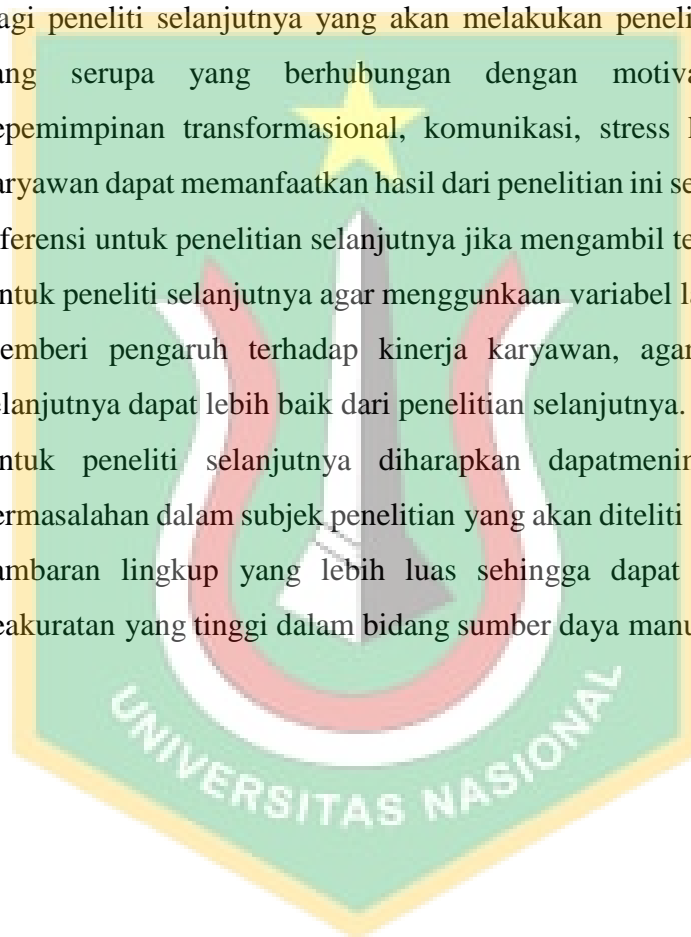 agi peneliti selanjutnya yang akan melakukan peneli
ang serupa yang berhubungan dengan motiva
epemimpinan transformasional, komunikasi, stress
aryawan dapat memanfaatkan hasil dari penelitian ini se
ferensi untuk penelitian selanjutnya jika mengambil te
ntuk peneliti selanjutnya agar menggunkaan variabel la
emberi pengaruh terhadap kinerja karyawan, agar
elanjutnya dapat lebih baik dari penelitian selanjutnya.
ntuk peneliti selanjutnya diharapkan dapatmenin
ermasalahan dalam subjek penelitian yang akan diteliti
ambaran lingkup yang lebih luas sehingga dapat
eakuratan yang tinggi dalam bidang sumber daya manu
UNIVERSITAS NASIONAL